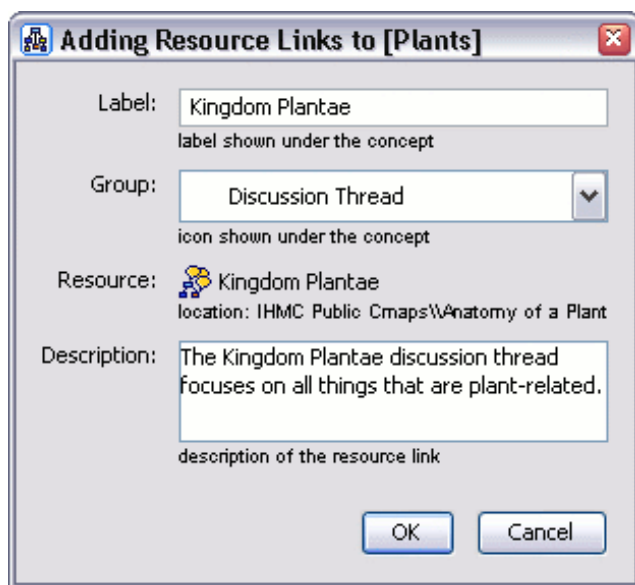 Adding Resource Links to [Plants]
Label: Kingdom Plantae
label shown under the concept
Group: Discussion Thread
icon shown under the concept
Resource: Kingdom Plantae
location: IHMC Public Cmaps\\Anatomy of a Plant
Description: The Kingdom Plantae discussion thread
focuses on all things that are plant-related.
description of the resource link
OK Cancel